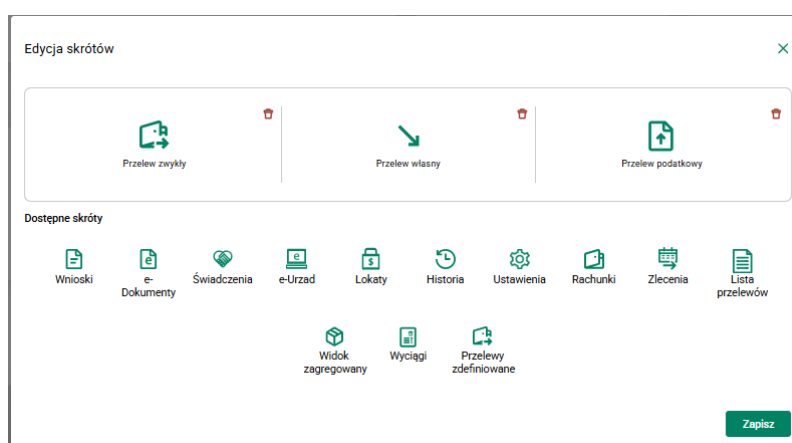 Edycja skrótów
Przelew zwykły
Przelew własny
Przelew podatkowy
Dostępne skróty
Wnioski
e-
Dokumenty
Świadczenia
e-Urzad
Lokaty
Historia
Ustawienia
Rachunki
Zlecenia
Lista
przelewów
Widok
zagregowany
Wyciągi
Przelewy
zdefiniowane
Zapisz